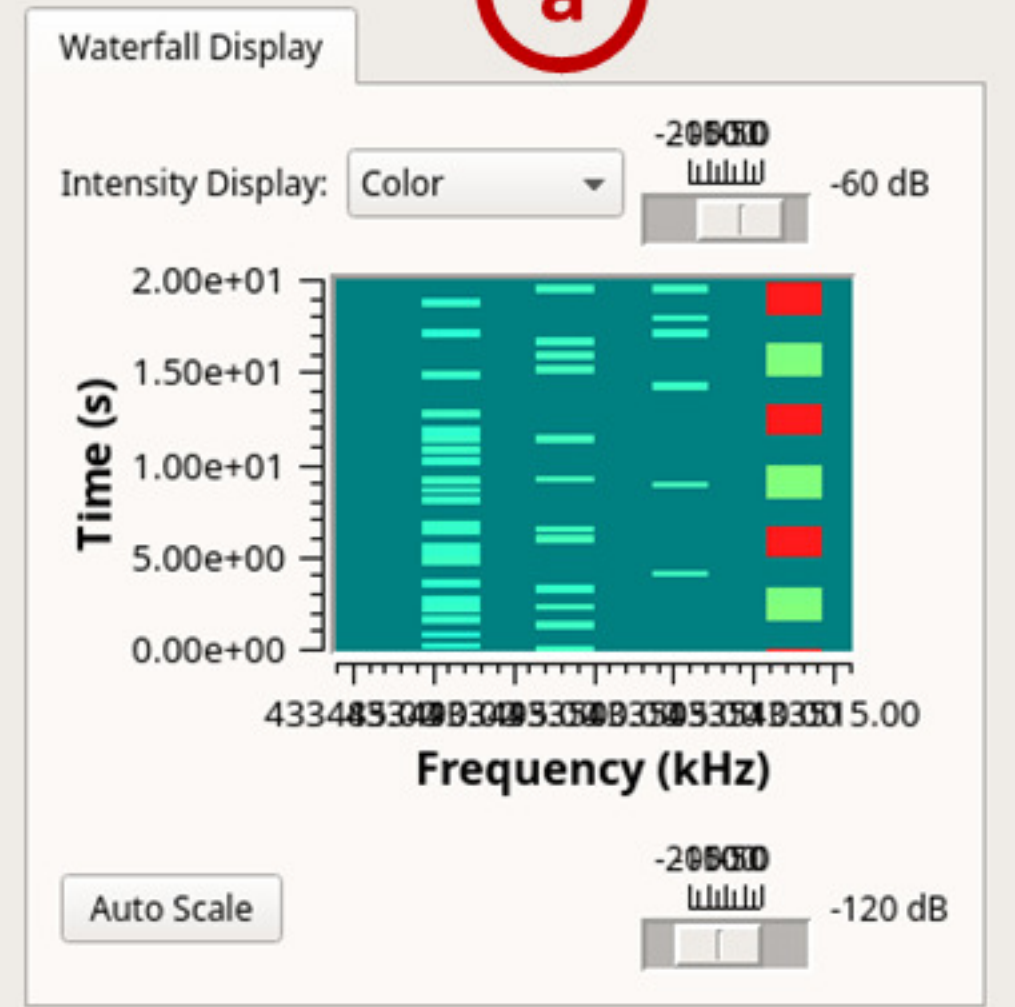 a
Waterfall Display
Intensity Display: Color -60 dB
2.00e+01
1.50e+01
1.00e+01
5.00e+00
0.00e+00
Time (s)
Frequency (kHz)
Auto Scale -120 dB